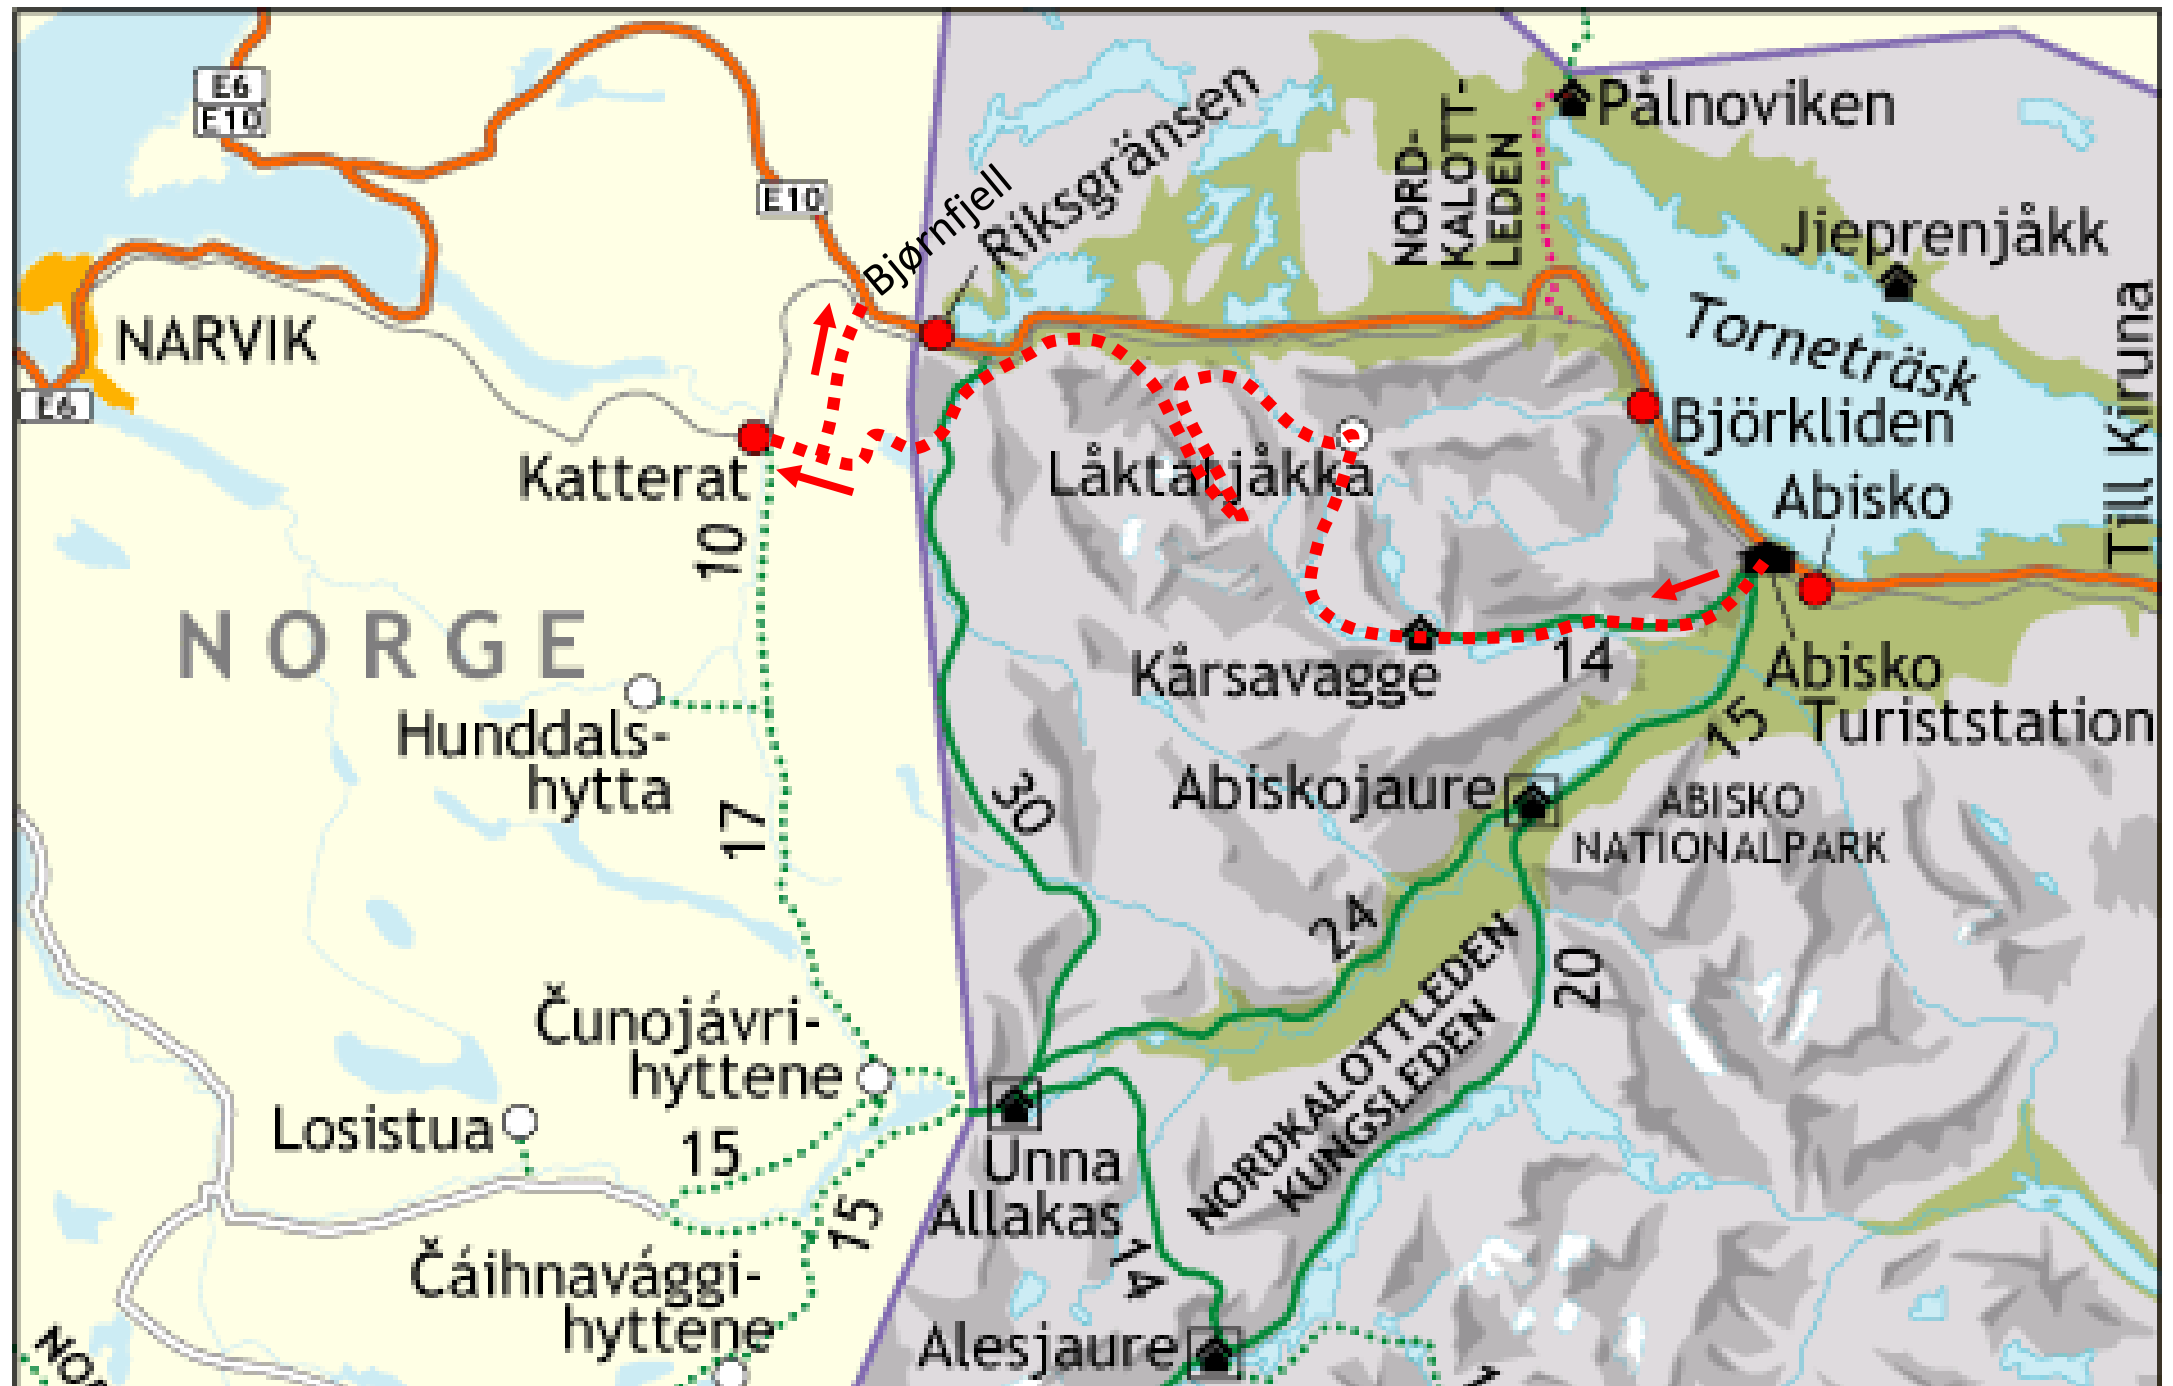 E6
E10
E10
Bjørnfjell
Riksgränsen
NORD-
KALOTT-
LEDEN
Pålnoviken
Jieprenjåkk
Torneträsk
Till Kiruna
NARVIK
E6
Katterat
Låktatjåkka
Björkliden
Abisko
10
NORGE
Kårsavagge
14
Abisko
Turiststation
15
Hunddals-
hytta
17
30
Abiskojaure
ABISKO
NATIONALPARK
24
20
NORDKALOTTLEDEN
KUNGSLEDEN
Čunojávri-
hyttene
Losistua
15
15
Unna
Allakas
14
Čáihnavággi-
hyttene
Alesjaure